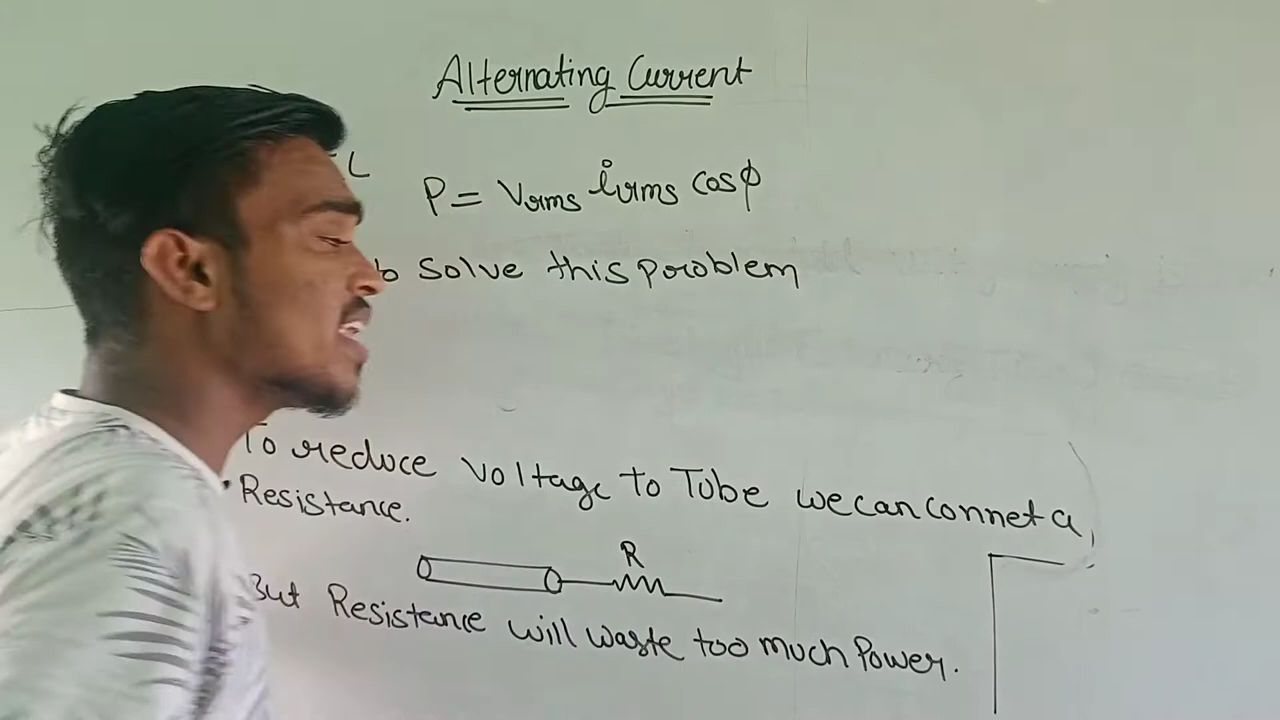 Alternating Current
P = Vrms irms cosϕ
solve this problem
To reduce voltage to Tube we can connet a
Resistance.
R
But Resistance will waste too much Power.